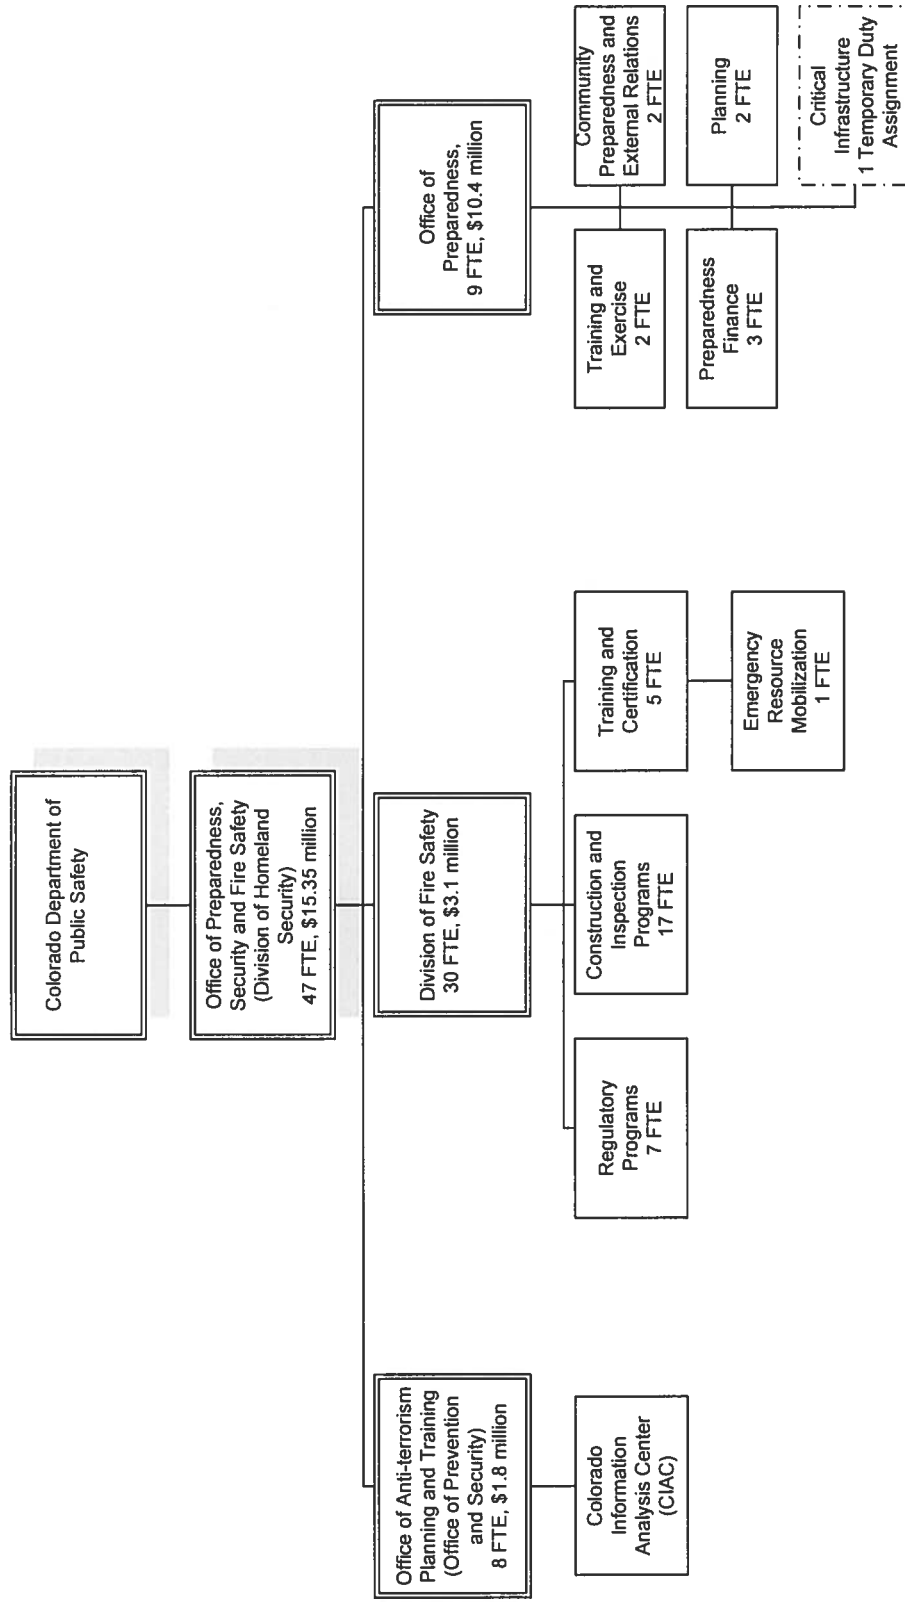 Colorado Department of
Public Safety
Office of Preparedness,
Security and Fire Safety
(Division of Homeland
Security)
47 FTE, $15.35 million
Office of Anti-terrorism
Planning and Training
(Office of Prevention
and Security)
8 FTE, $1.8 million
Division of Fire Safety
30 FTE, $3.1 million
Office of
Preparedness,
9 FTE, $10.4 million
Colorado
Information
Analysis Center
(CIAC)
Regulatory
Programs
7 FTE
Construction and
Inspection
Programs
17 FTE
Training and
Certification
5 FTE
Emergency
Resource
Mobilization
1 FTE
Training and
Exercise
2 FTE
Community
Preparedness and
External Relations
2 FTE
Preparedness
Finance
3 FTE
Planning
2 FTE
Critical
Infrastructure
1 Temporary Duty
Assignment